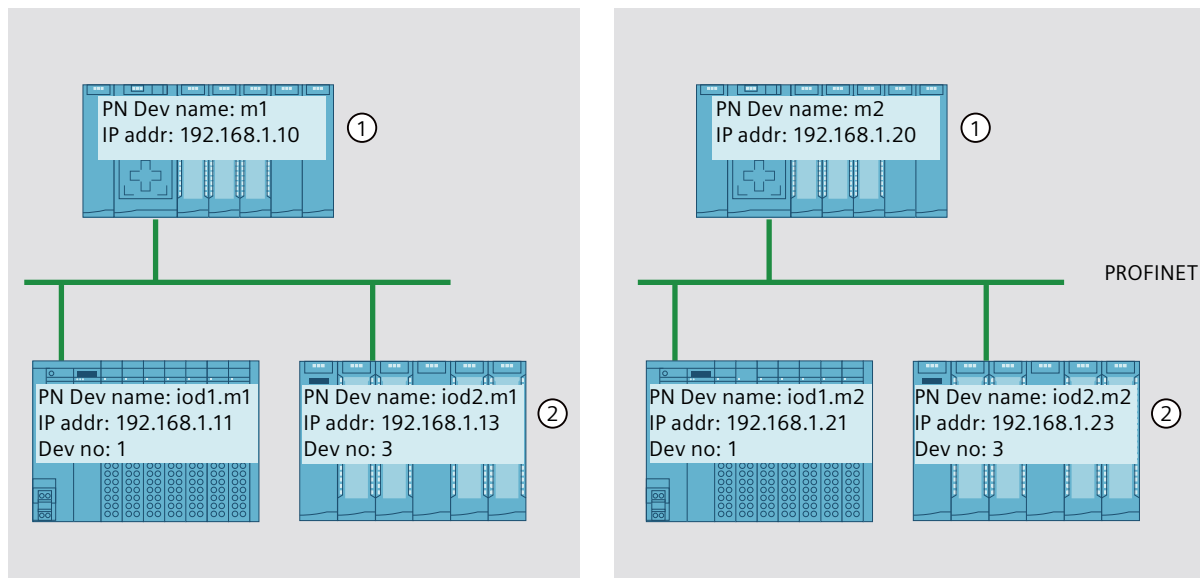 PN Dev name: m1
IP addr: 192.168.1.10
1
PN Dev name: iod1.m1
IP addr: 192.168.1.11
Dev no: 1
PN Dev name: iod2.m1
IP addr: 192.168.1.13
Dev no: 3
2
PN Dev name: m2
IP addr: 192.168.1.20
1
PROFINET
PN Dev name: iod1.m2
IP addr: 192.168.1.21
Dev no: 1
PN Dev name: iod2.m2
IP addr: 192.168.1.23
Dev no: 3
2